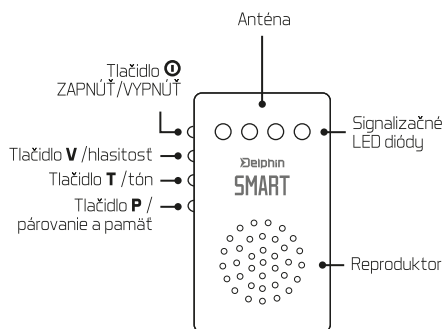 Anténa
Tlačidlo
ZAPNÚŤ/VYPNÚŤ
Tlačidlo V /hlasitosť
Tlačidlo T /tón
Tlačidlo P /
párovanie a pamäť
Delphin
SMART
Signalizačné
LED diódy
Reproduktor